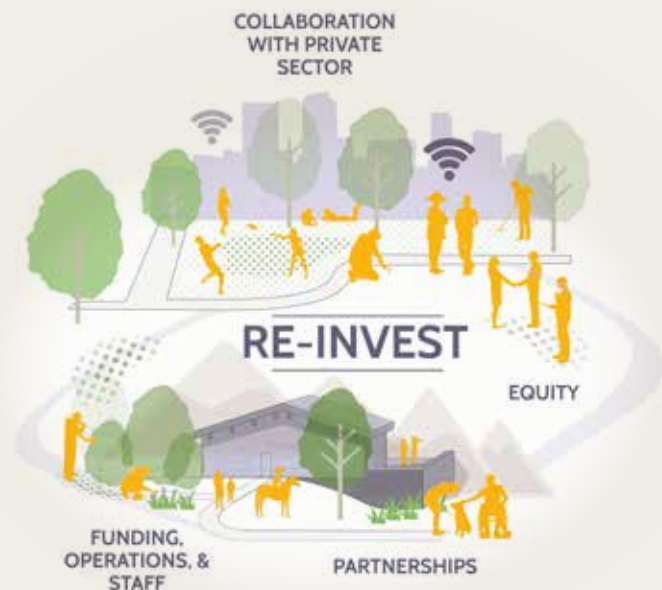 COLLABORATION
WITH PRIVATE
SECTOR
RE-INVEST
EQUITY
FUNDING,
OPERATIONS, &
STAFF
PARTNERSHIPS